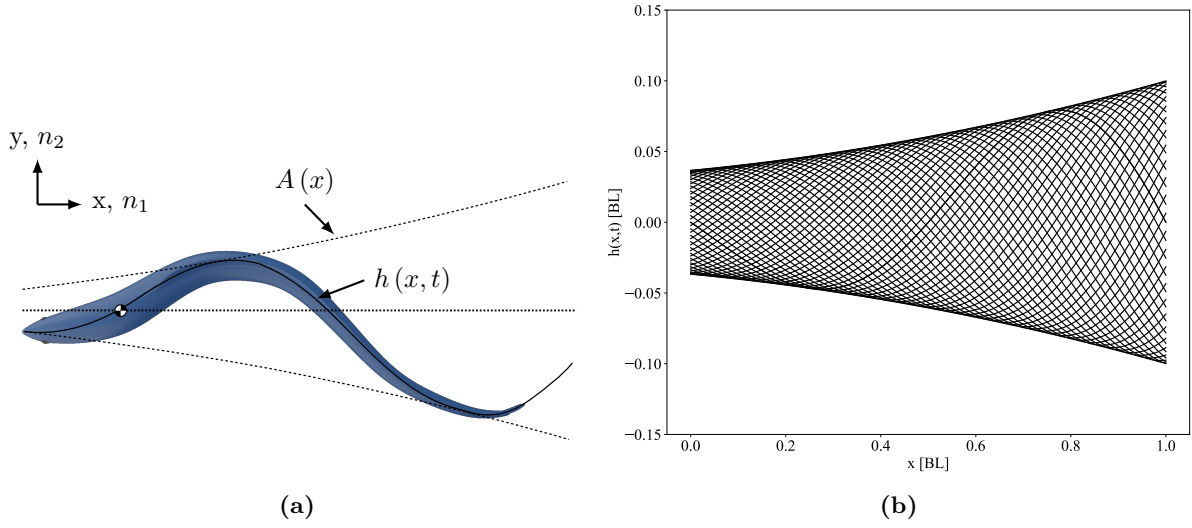 y, n₂
x, n₁
A (x)
h (x, t)
(a)
h(x,t) [BL]
0.15
0.10
0.05
0.00
−0.05
−0.10
−0.15
0.0 0.2 0.4 0.6 0.8 1.0
x [BL]
(b)